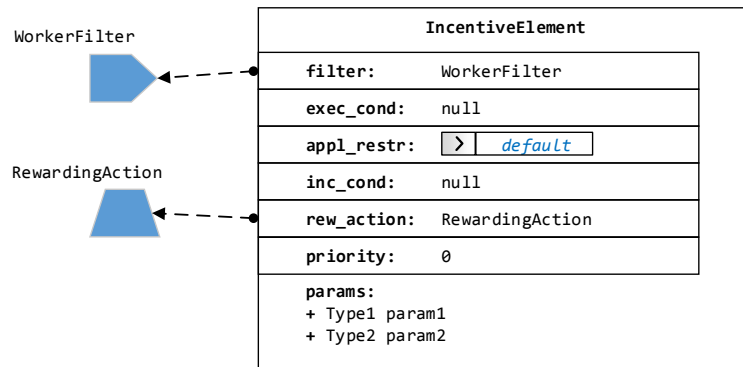 WorkerFilter
RewardingAction
IncentiveElement
filter: WorkerFilter
exec_cond: null
appl_restr: > default
inc_cond: null
rew_action: RewardingAction
priority: 0
params:
+ Type1 param1
+ Type2 param2